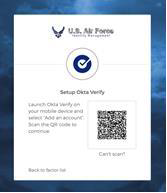 U.S. Air Force
Identity Management
Setup Okta Verify
Launch Okta Verify on
your mobile device and
select "Add an account".
Scan the QR code to
continue
Can't scan?
Back to factor list